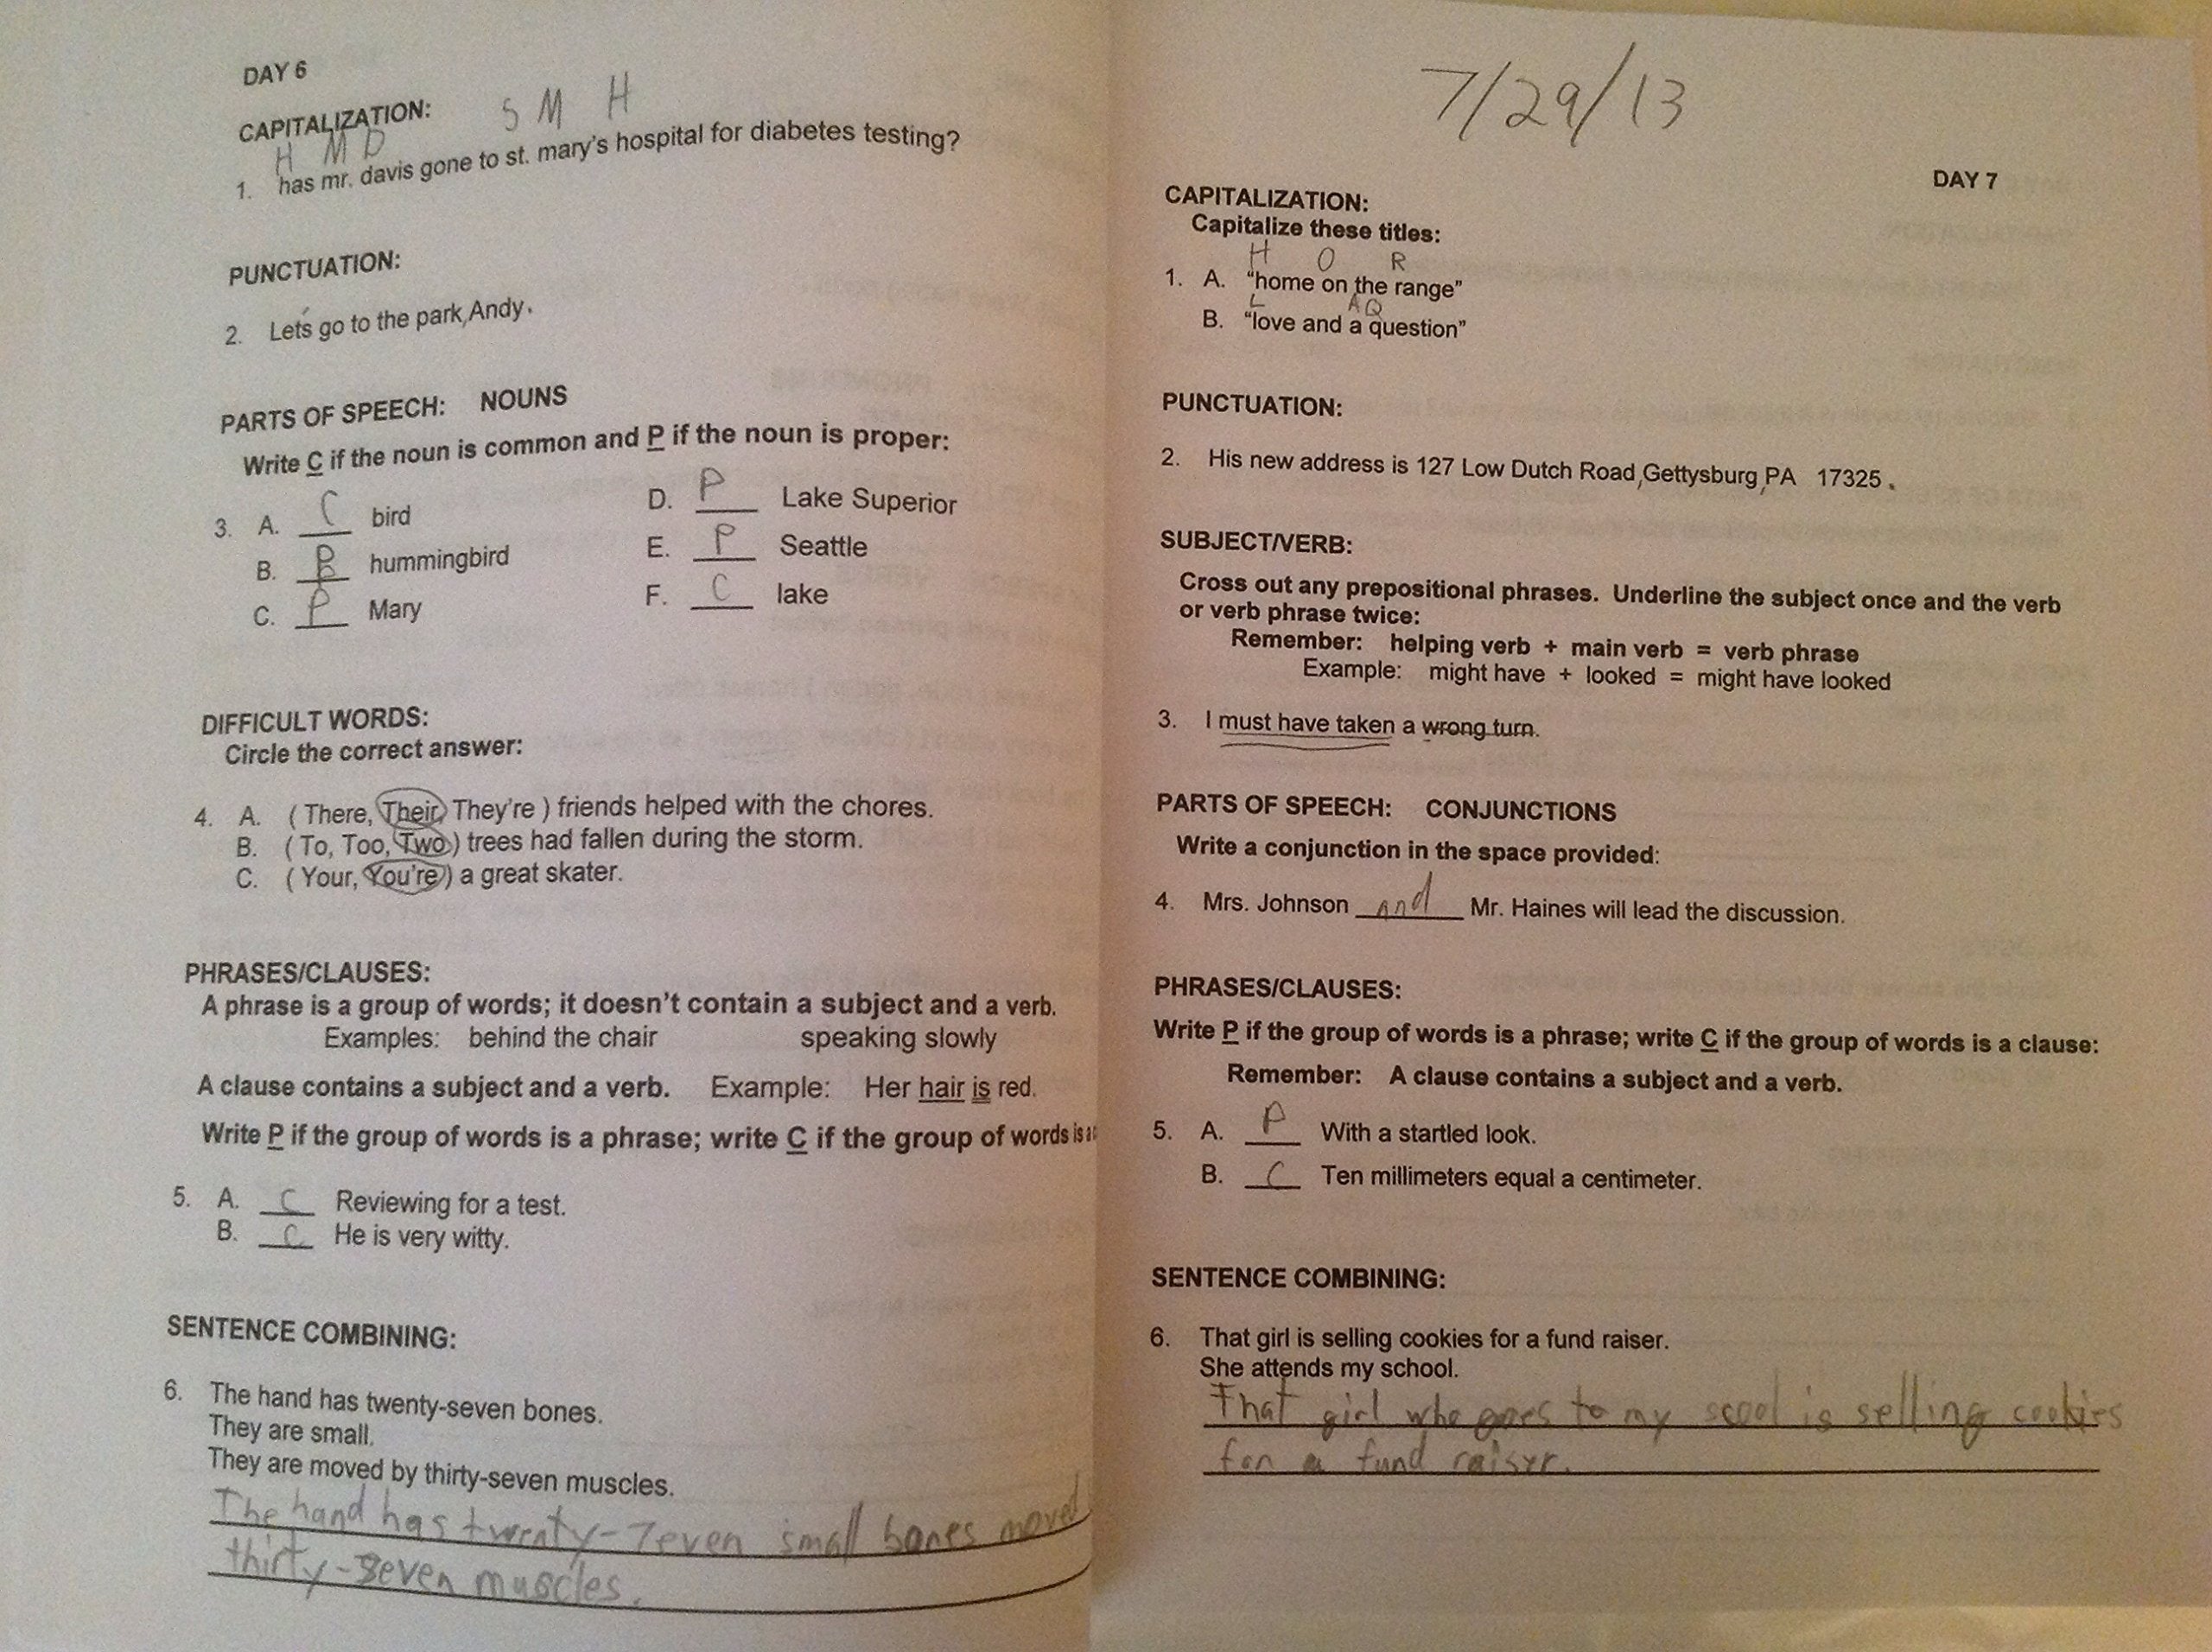 DAY 6
CAPITALIZATION:
S M H
H M D
1. has mr. davis gone to st. mary's hospital for diabetes testing?
PUNCTUATION:
2. Let's go to the park, Andy.
PARTS OF SPEECH: NOUNS
Write C if the noun is common and P if the noun is proper:
3. A. C bird D. P Lake Superior
B. hummingbird E. P Seattle
C. P Mary F. C lake
DIFFICULT WORDS:
Circle the correct answer:
4. A. ( There, Their, They're ) friends helped with the chores.
B. ( To, Too, Two ) trees had fallen during the storm.
C. ( Your, You're ) a great skater.
PHRASES/CLAUSES:
A phrase is a group of words; it doesn't contain a subject and a verb.
Examples: behind the chair speaking slowly
A clause contains a subject and a verb. Example: Her hair is red.
Write P if the group of words is a phrase; write C if the group of words is a
5. A. C Reviewing for a test.
B. C He is very witty.
SENTENCE COMBINING:
6. The hand has twenty-seven bones.
They are small.
They are moved by thirty-seven muscles.
The hand has twenty-7even small bones moved
thirty-seven muscles.
7/29/13
DAY 7
CAPITALIZATION:
Capitalize these titles:
H O R
1. A. "home on the range"
L A Q
B. "love and a question"
PUNCTUATION:
2. His new address is 127 Low Dutch Road, Gettysburg, PA 17325.
SUBJECT/VERB:
Cross out any prepositional phrases. Underline the subject once and the verb
or verb phrase twice:
Remember: helping verb + main verb = verb phrase
Example: might have + looked = might have looked
3. I must have taken a wrong turn.
PARTS OF SPEECH: CONJUNCTIONS
Write a conjunction in the space provided:
4. Mrs. Johnson and Mr. Haines will lead the discussion.
PHRASES/CLAUSES:
Write P if the group of words is a phrase; write C if the group of words is a clause:
Remember: A clause contains a subject and a verb.
5. A. P With a startled look.
B. C Ten millimeters equal a centimeter.
SENTENCE COMBINING:
6. That girl is selling cookies for a fund raiser.
She attends my school.
That girl who goes to my scool is selling cookies
for a fund raiser.